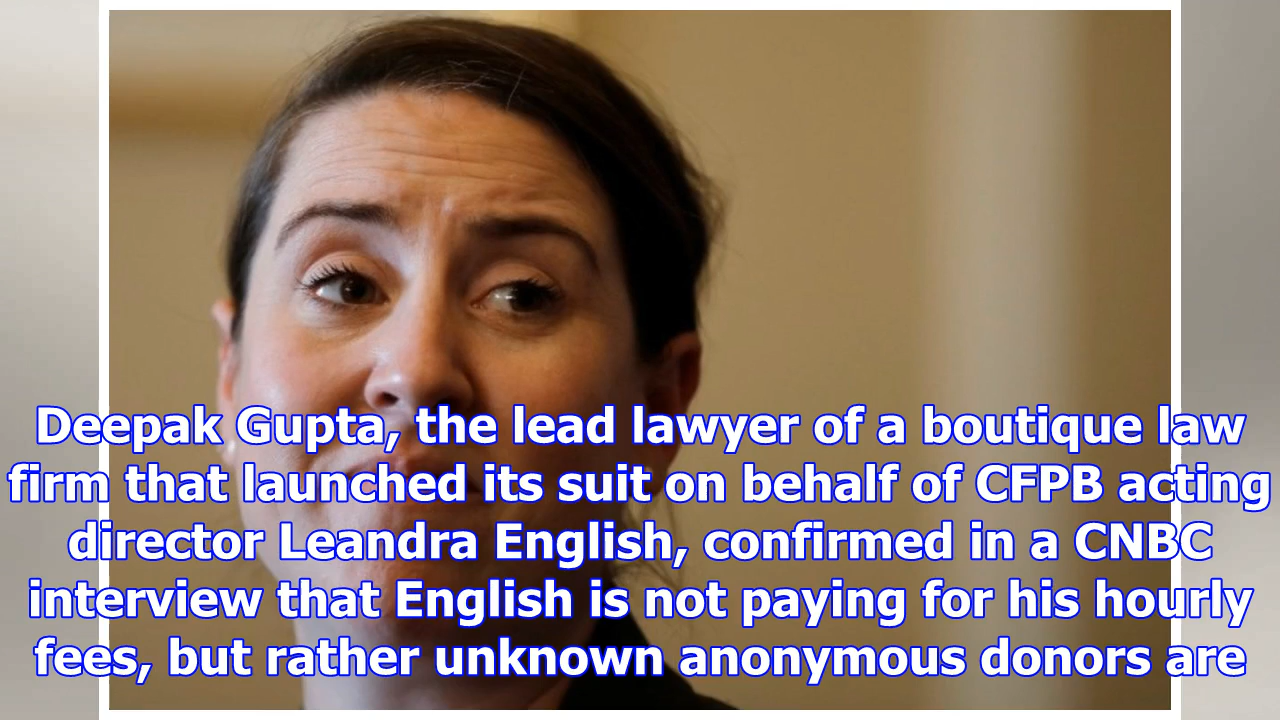 Deepak Gupta, the lead lawyer of a boutique law
firm that launched its suit on behalf of CFPB acting
director Leandra English, confirmed in a CNBC
interview that English is not paying for his hourly
fees, but rather unknown anonymous donors are